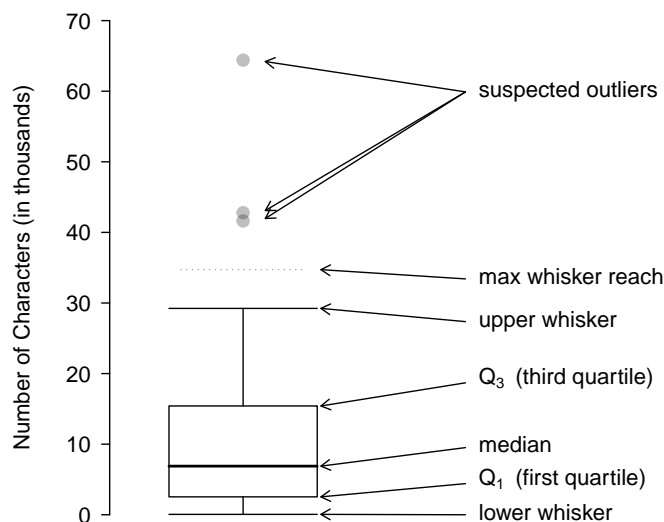 Number of Characters (in thousands)
70
60
50
40
30
20
10
0
suspected outliers
max whisker reach
upper whisker
Q3 (third quartile)
median
Q1 (first quartile)
lower whisker